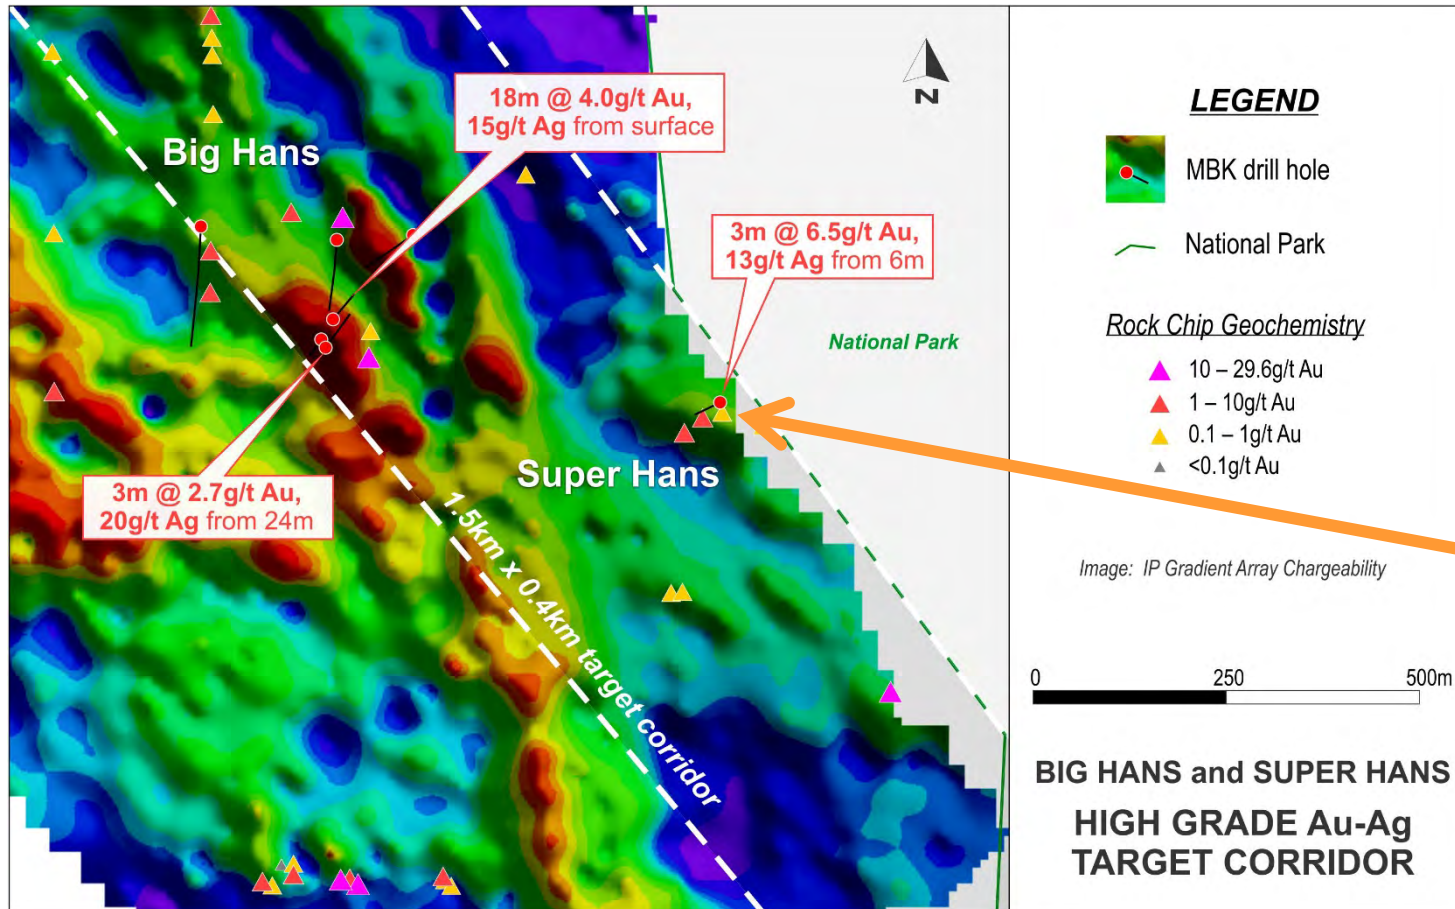 18m @ 4.0g/t Au,
15g/t Ag from surface
Big Hans
N
3m @ 6.5g/t Au,
13g/t Ag from 6m
National Park
Super Hans
3m @ 2.7g/t Au,
20g/t Ag from 24m
1.5km x 0.4km target corridor
LEGEND
MBK drill hole
National Park
Rock Chip Geochemistry
10 – 29.6g/t Au
1 – 10g/t Au
0.1 – 1g/t Au
<0.1g/t Au
Image: IP Gradient Array Chargeability
0 250 500m
BIG HANS and SUPER HANS
HIGH GRADE Au-Ag
TARGET CORRIDOR